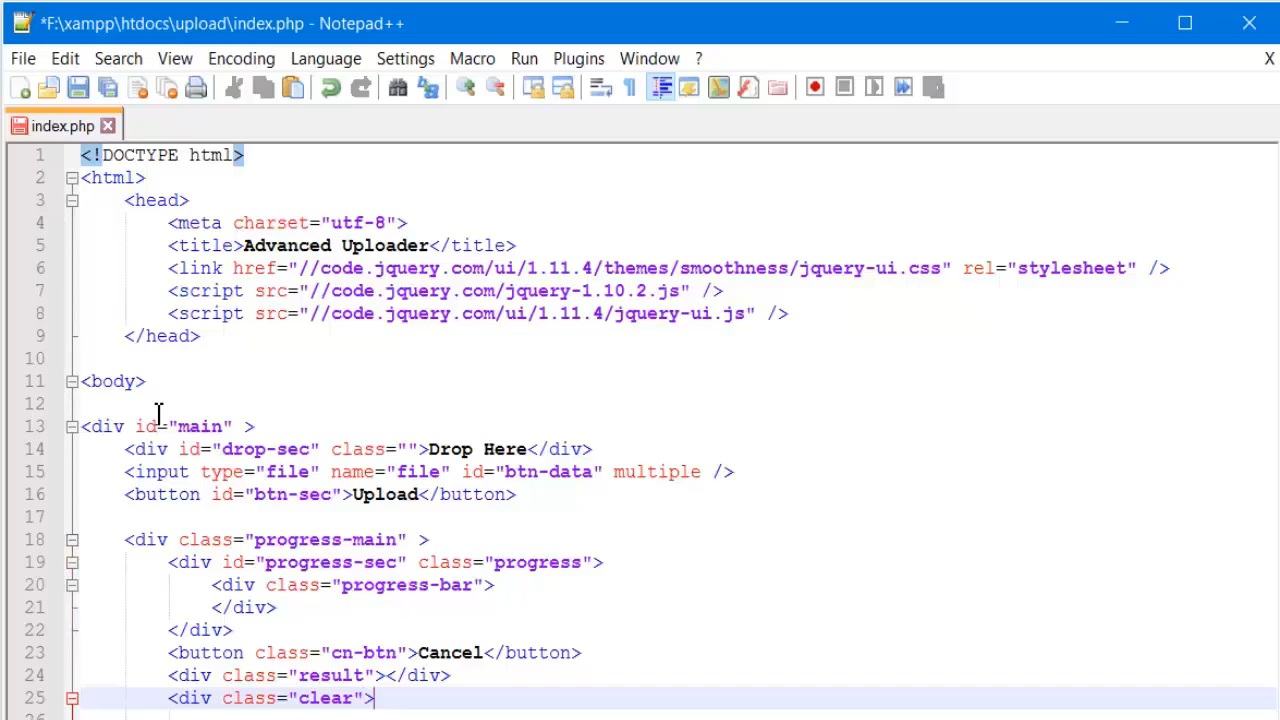 *F:\xampp\htdocs\upload\index.php - Notepad++
File Edit Search View Encoding Language Settings Macro Run Plugins Window ? X
index.php
1 <!DOCTYPE html>
2 <html>
3 <head>
4 <meta charset="utf-8">
5 <title>Advanced Uploader</title>
6 <link href="//code.jquery.com/ui/1.11.4/themes/smoothness/jquery-ui.css" rel="stylesheet" />
7 <script src="//code.jquery.com/jquery-1.10.2.js" />
8 <script src="//code.jquery.com/ui/1.11.4/jquery-ui.js" />
9 </head>
10
11 <body>
12
13 <div id="main" >
14 <div id="drop-sec" class="">Drop Here</div>
15 <input type="file" name="file" id="btn-data" multiple />
16 <button id="btn-sec">Upload</button>
17
18 <div class="progress-main" >
19 <div id="progress-sec" class="progress">
20 <div class="progress-bar">
21 </div>
22 </div>
23 <button class="cn-btn">Cancel</button>
24 <div class="result"></div>
25 <div class="clear">
26